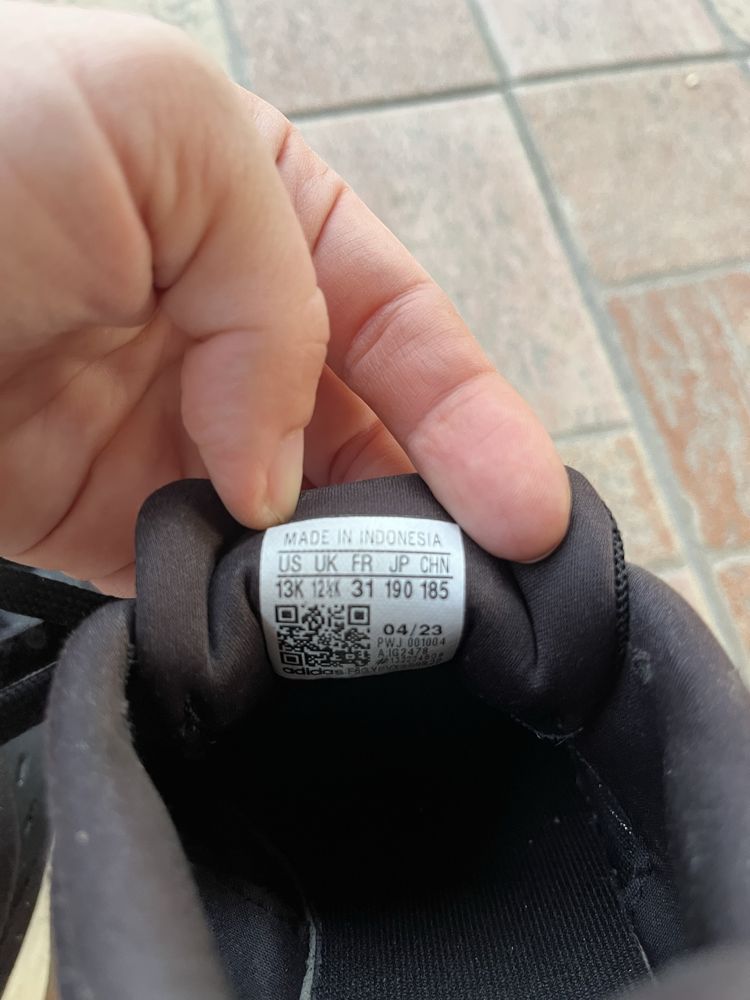 MADE IN INDONESIA
US UK FR JP CHN
13K 12½K 31 190 185
04/23
PWJ 001004
adidas